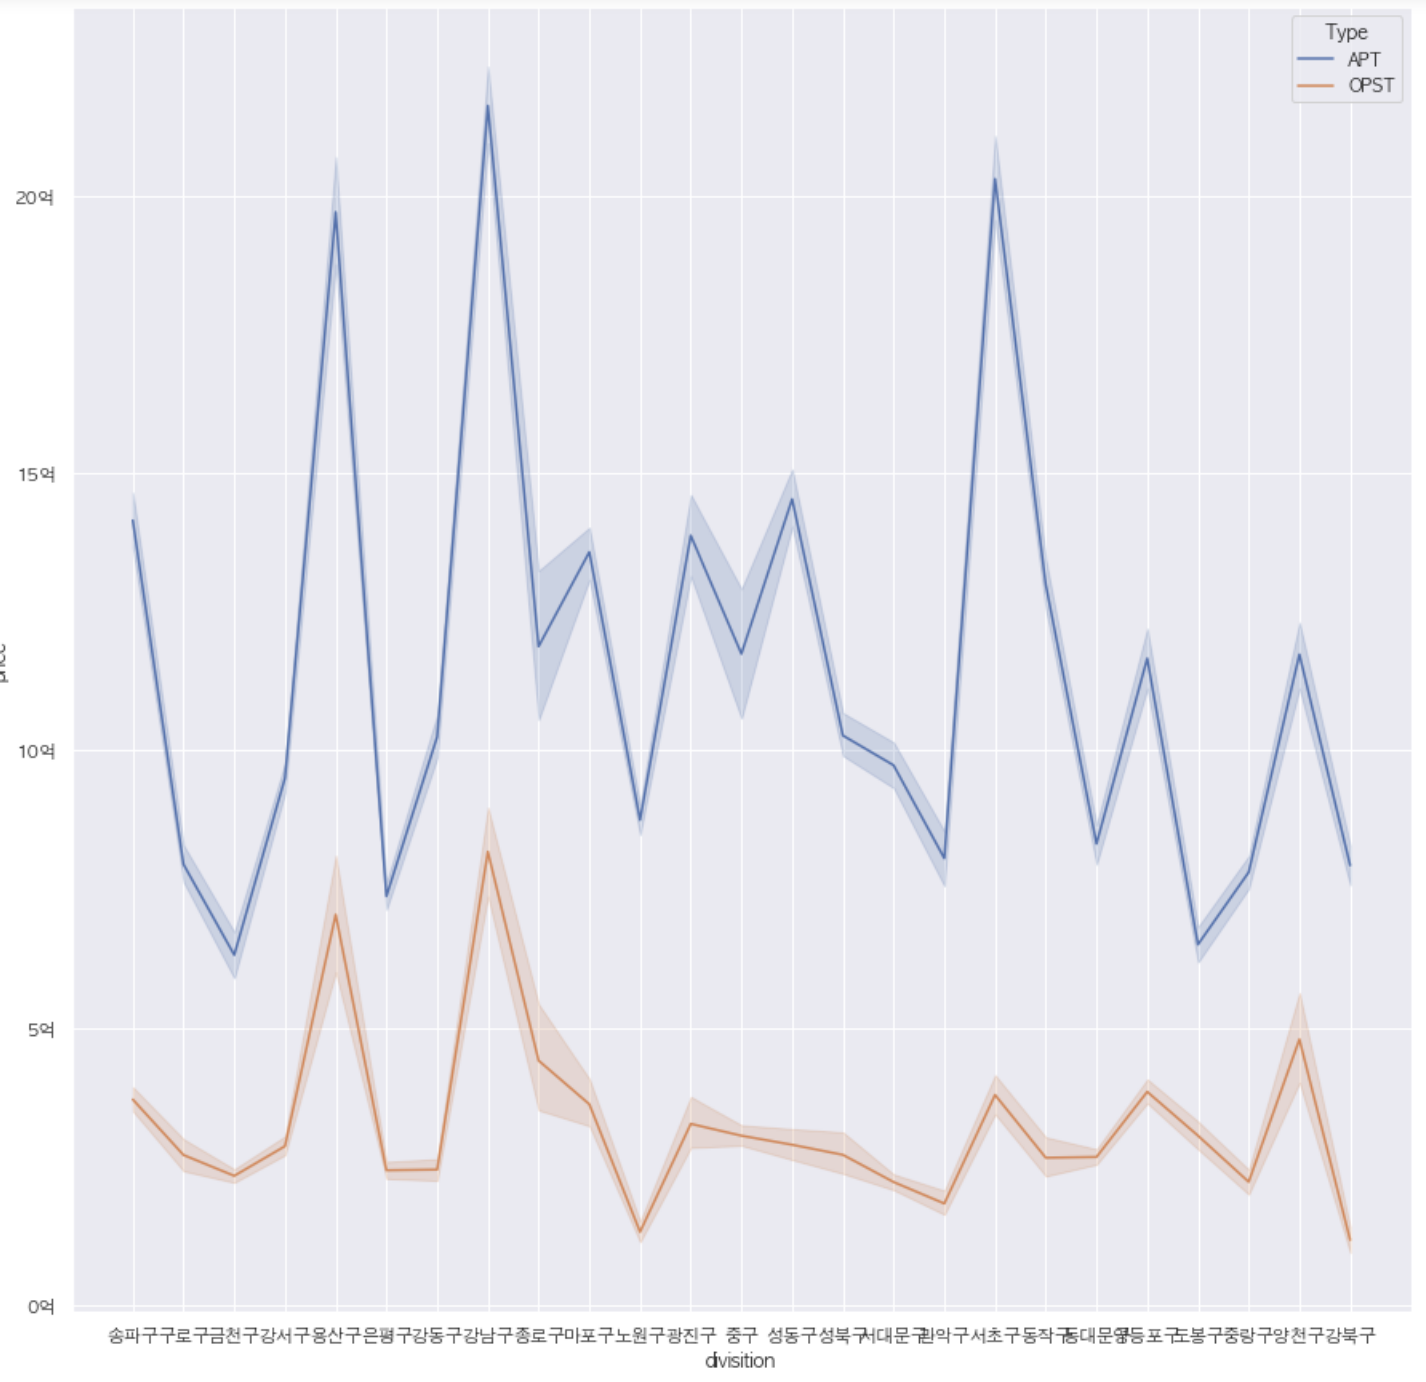 Type
APT
OPST
20억
15억
10억
5억
0억
price
송파구 구로구 금천구 강서구 용산구 은평구 강동구 강남구 종로구 마포구 노원구 광진구 중구 성동구 성북구 서대문구 관악구 서초구 동작구 동대문구 영등포구 도봉구 중랑구 양천구 강북구
divisition